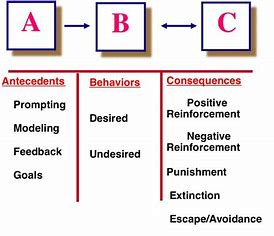 A B C
Antecedents
Prompting
Modeling
Feedback
Goals
Behaviors
Desired
Undesired
Consequences
Positive
Reinforcement
Negative
Reinforcement
Punishment
Extinction
Escape/Avoidance